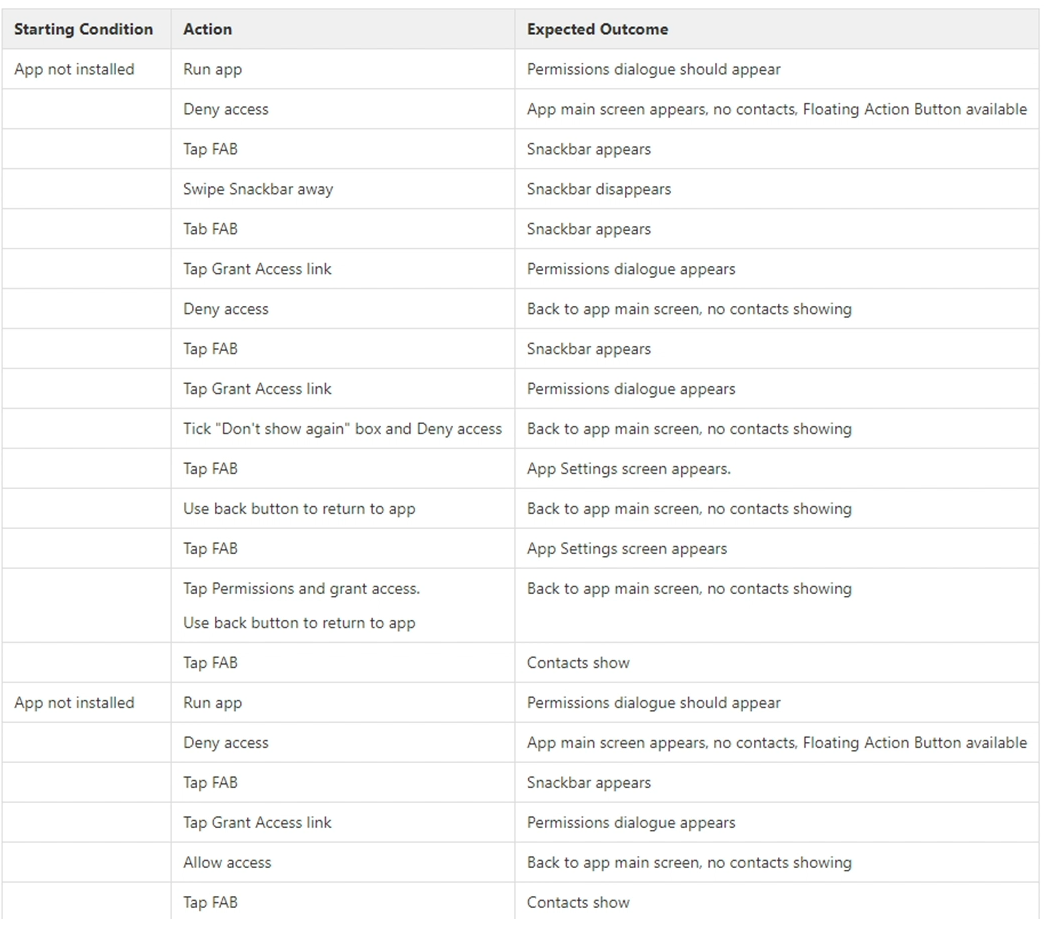 Starting Condition Action Expected Outcome
App not installed Run app Permissions dialogue should appear
Deny access App main screen appears, no contacts, Floating Action Button available
Tap FAB Snackbar appears
Swipe Snackbar away Snackbar disappears
Tab FAB Snackbar appears
Tap Grant Access link Permissions dialogue appears
Deny access Back to app main screen, no contacts showing
Tap FAB Snackbar appears
Tap Grant Access link Permissions dialogue appears
Tick "Don't show again" box and Deny access Back to app main screen, no contacts showing
Tap FAB App Settings screen appears.
Use back button to return to app Back to app main screen, no contacts showing
Tap FAB App Settings screen appears
Tap Permissions and grant access. Back to app main screen, no contacts showing
Use back button to return to app
Tap FAB Contacts show
App not installed Run app Permissions dialogue should appear
Deny access App main screen appears, no contacts, Floating Action Button available
Tap FAB Snackbar appears
Tap Grant Access link Permissions dialogue appears
Allow access Back to app main screen, no contacts showing
Tap FAB Contacts show